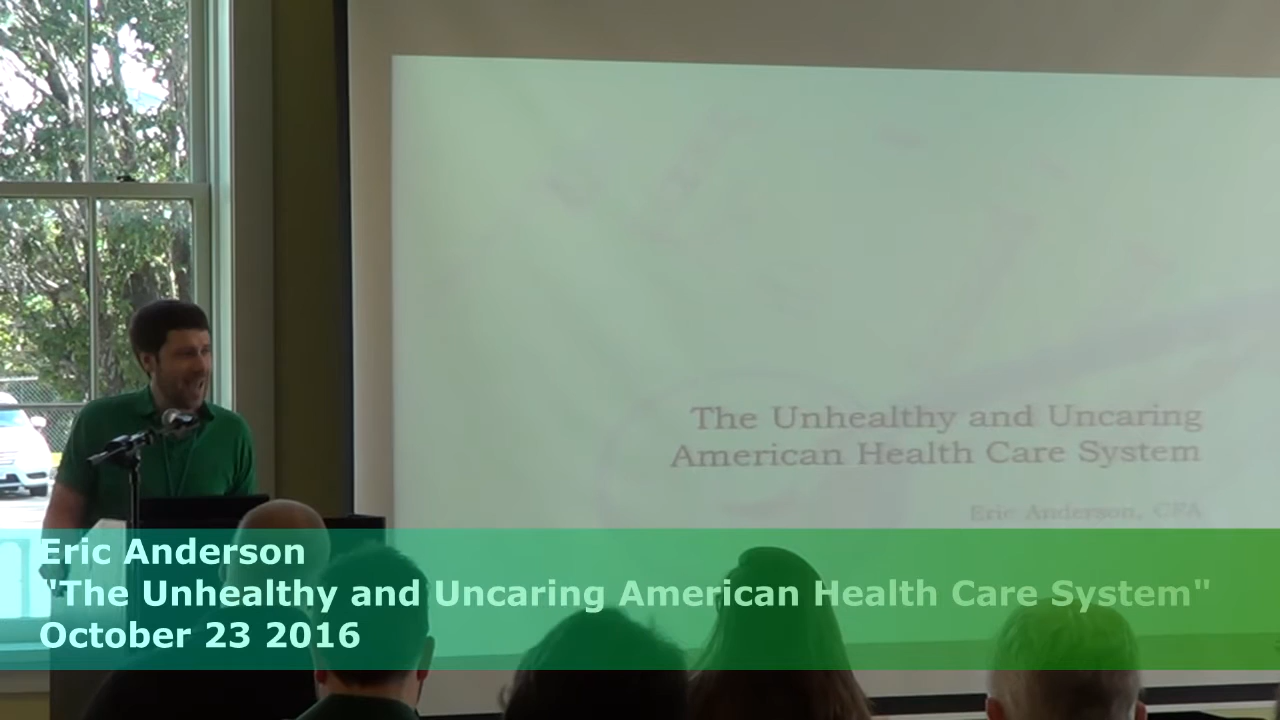 The Unhealthy and Uncaring
American Health Care System
Eric Anderson, CFA
Eric Anderson
"The Unhealthy and Uncaring American Health Care System"
October 23 2016